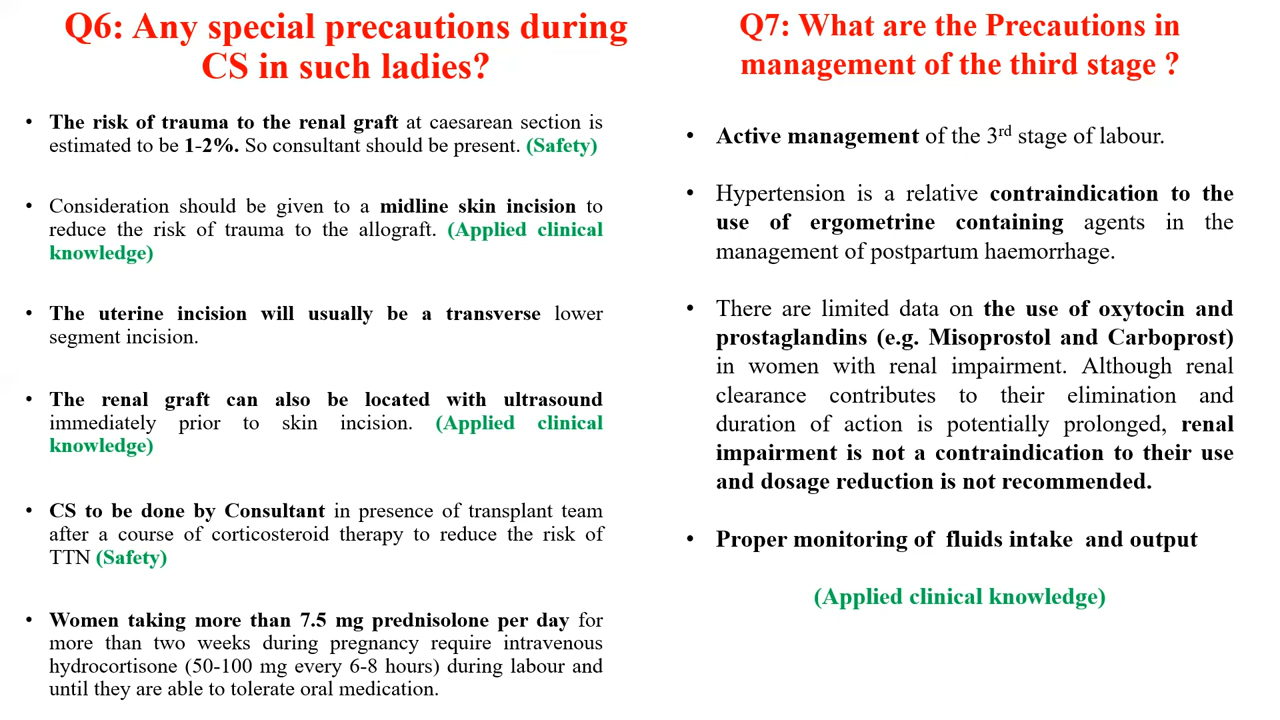 Q6: Any special precautions during
CS in such ladies?
• The risk of trauma to the renal graft at caesarean section is
estimated to be 1-2%. So consultant should be present. (Safety)
• Consideration should be given to a midline skin incision to
reduce the risk of trauma to the allograft. (Applied clinical
knowledge)
• The uterine incision will usually be a transverse lower
segment incision.
• The renal graft can also be located with ultrasound
immediately prior to skin incision. (Applied clinical
knowledge)
• CS to be done by Consultant in presence of transplant team
after a course of corticosteroid therapy to reduce the risk of
TTN (Safety)
• Women taking more than 7.5 mg prednisolone per day for
more than two weeks during pregnancy require intravenous
hydrocortisone (50-100 mg every 6-8 hours) during labour and
until they are able to tolerate oral medication.
Q7: What are the Precautions in
management of the third stage ?
• Active management of the 3rd stage of labour.
• Hypertension is a relative contraindication to the
use of ergometrine containing agents in the
management of postpartum haemorrhage.
• There are limited data on the use of oxytocin and
prostaglandins (e.g. Misoprostol and Carboprost)
in women with renal impairment. Although renal
clearance contributes to their elimination and
duration of action is potentially prolonged, renal
impairment is not a contraindication to their use
and dosage reduction is not recommended.
• Proper monitoring of fluids intake and output
(Applied clinical knowledge)